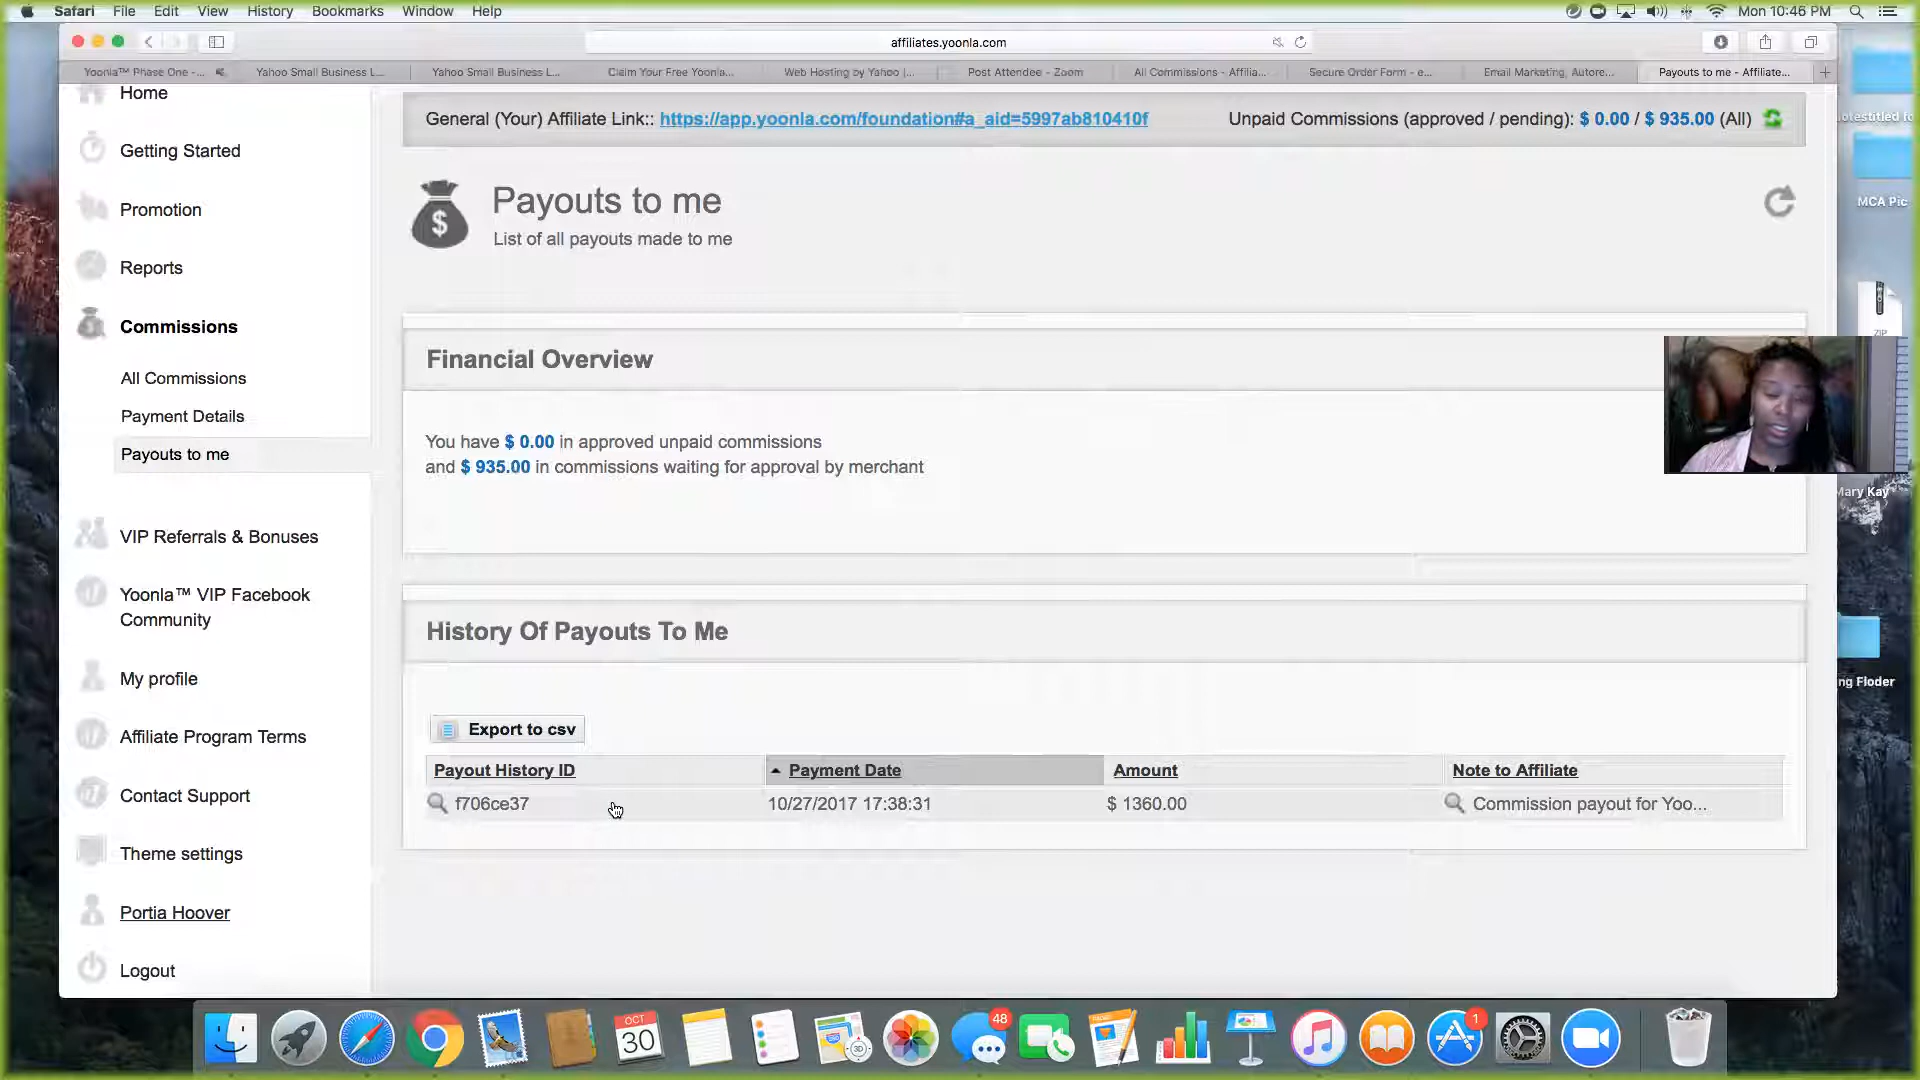 Safari File Edit View History Bookmarks Window Help Mon 10:46 PM
affiliates.yoonla.com
Yoonla™ Phase One -... Yahoo Small Business L... Yahoo Small Business L... Claim Your Free Yoonla... Web Hosting by Yahoo |... Post Attendee - Zoom All Commissions - Affilia... Secure Order Form - e... Email Marketing, Autore... Payouts to me - Affiliate...
Home
General (Your) Affiliate Link:: https://app.yoonla.com/foundation#a_aid=5997ab810410f Unpaid Commissions (approved / pending): $ 0.00 / $ 935.00 (All)
Getting Started
Promotion
Reports
Commissions
All Commissions
Payment Details
Payouts to me
VIP Referrals & Bonuses
Yoonla™ VIP Facebook
Community
My profile
Affiliate Program Terms
Contact Support
Theme settings
Portia Hoover
Logout
Payouts to me
List of all payouts made to me
Financial Overview
You have $ 0.00 in approved unpaid commissions
and $ 935.00 in commissions waiting for approval by merchant
History Of Payouts To Me
Export to csv
Payout History ID Payment Date Amount Note to Affiliate
f706ce37 10/27/2017 17:38:31 $ 1360.00 Commission payout for Yoo...
MCA Pic
ZIP
Mary Kay
ng Floder
OCT
30
48
1